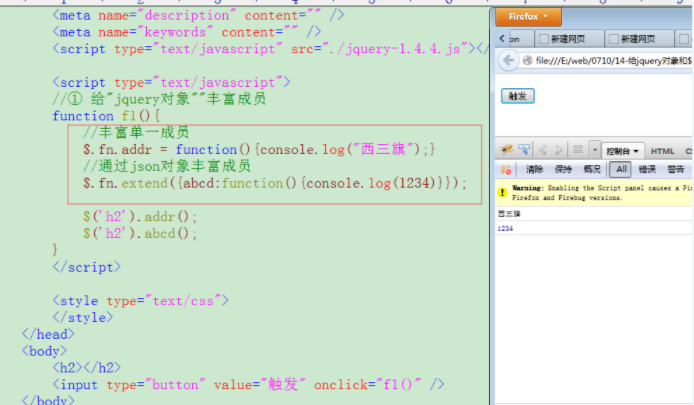 <meta name="description" content="" />
<meta name="keywords" content="" />
<script type="text/javascript" src="./jquery-1.4.4.js"></
<script type="text/javascript">
//① 给"jquery对象""丰富成员
function f1(){
//丰富单一成员
$.fn.addr = function(){console.log("西三旗");}
//通过json对象丰富成员
$.fn.extend({abcd:function(){console.log(1234)}});
$('h2').addr();
$('h2').abcd();
}
</script>
<style type="text/css">
</style>
</head>
<body>
<h2></h2>
<input type="button" value="触发" onclick="f1()" />
</body>
Firefox
on 新建网页 新建网页
file:///E:/web/0710/14-给jquery对象和$
触发
控制台 HTML CS
清除 保持 概况 All 错误 警告
Warning: Enabling the Script panel causes a Fi
Firefox and Firebug versions.
西三旗
1234